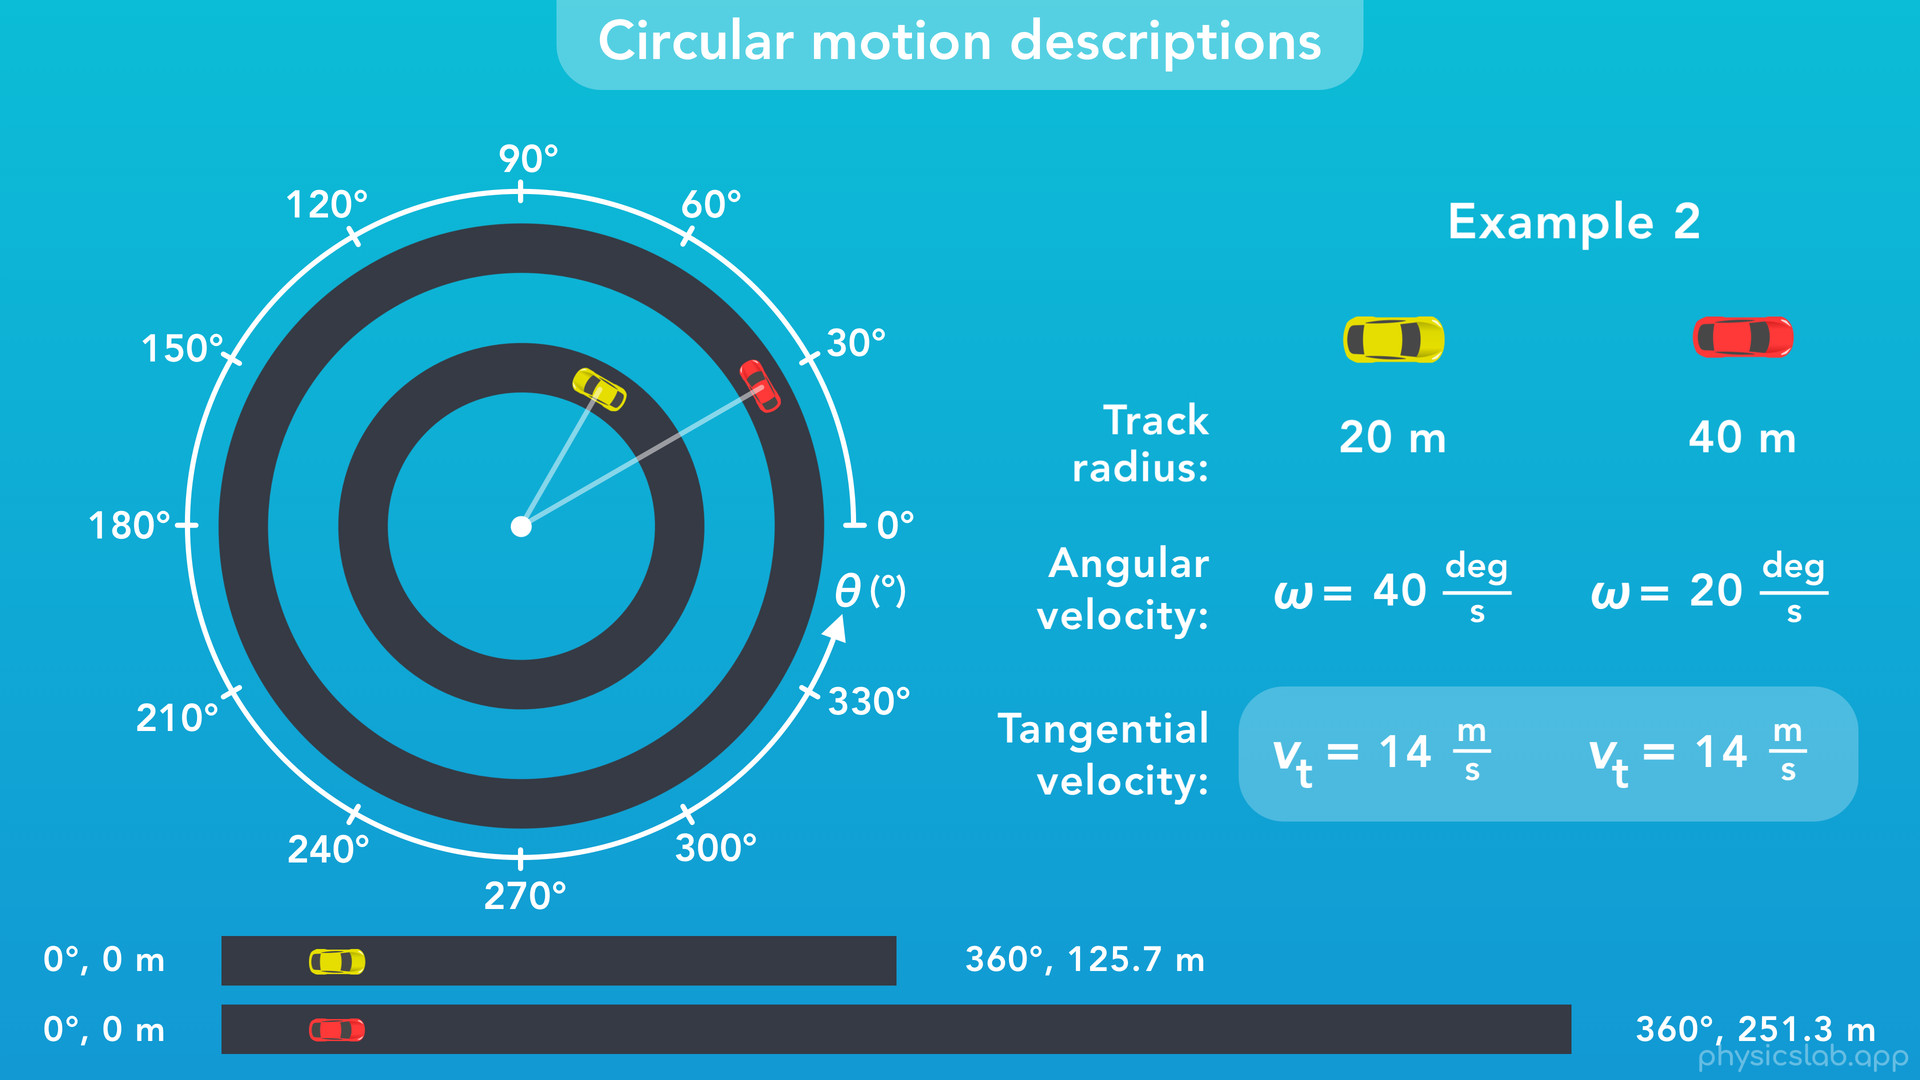 Circular motion descriptions
90°
120°
60°
150°
30°
180°
0°
θ (°)
210°
330°
240°
300°
270°
Example 2
Track
radius:
20 m
40 m
Angular
velocity:
ω = 40 deg/s
ω = 20 deg/s
Tangential
velocity:
vt = 14 m/s
vt = 14 m/s
0°, 0 m
360°, 125.7 m
0°, 0 m
360°, 251.3 m
physicslab.app